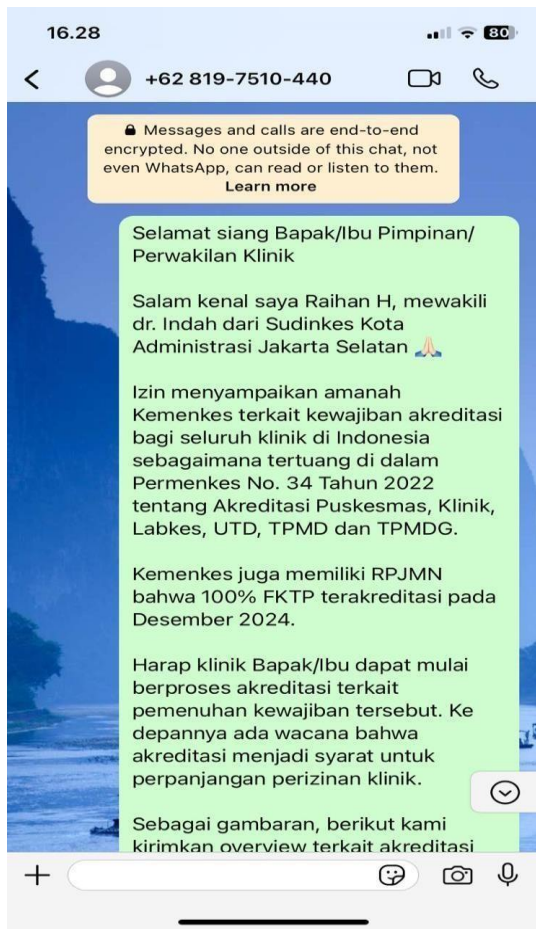 16.28
80
+62 819-7510-440
Messages and calls are end-to-end
encrypted. No one outside of this chat, not
even WhatsApp, can read or listen to them.
Learn more
Selamat siang Bapak/Ibu Pimpinan/
Perwakilan Klinik
Salam kenal saya Raihan H, mewakili
dr. Indah dari Sudinkes Kota
Administrasi Jakarta Selatan 🙏🏻
Izin menyampaikan amanah
Kemenkes terkait kewajiban akreditasi
bagi seluruh klinik di Indonesia
sebagaimana tertuang di dalam
Permenkes No. 34 Tahun 2022
tentang Akreditasi Puskesmas, Klinik,
Labkes, UTD, TPMD dan TPMDG.
Kemenkes juga memiliki RPJMN
bahwa 100% FKTP terakreditasi pada
Desember 2024.
Harap klinik Bapak/Ibu dapat mulai
berproses akreditasi terkait
pemenuhan kewajiban tersebut. Ke
depannya ada wacana bahwa
akreditasi menjadi syarat untuk
perpanjangan perizinan klinik.
Sebagai gambaran, berikut kami
kirimkan overview terkait akreditasi